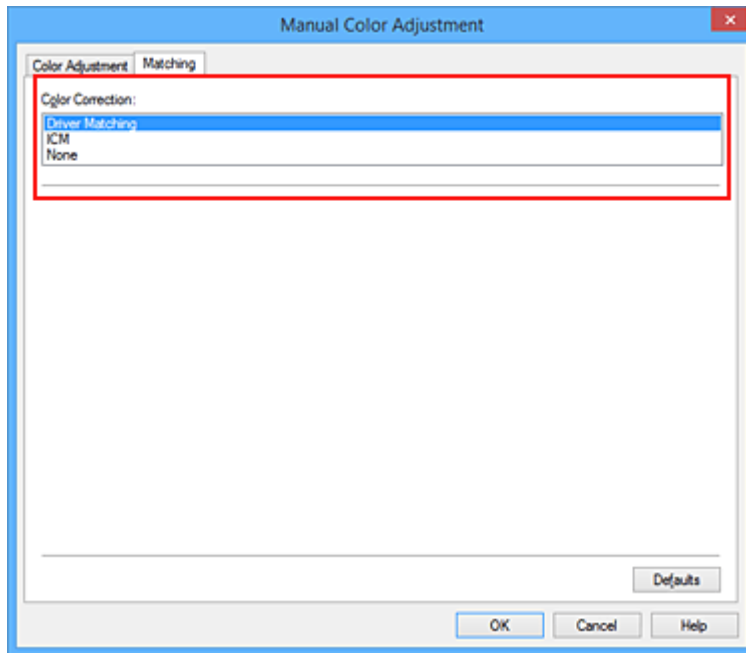 Manual Color Adjustment
Color Adjustment Matching
Color Correction:
Driver Matching
ICM
None
Defaults
OK Cancel Help